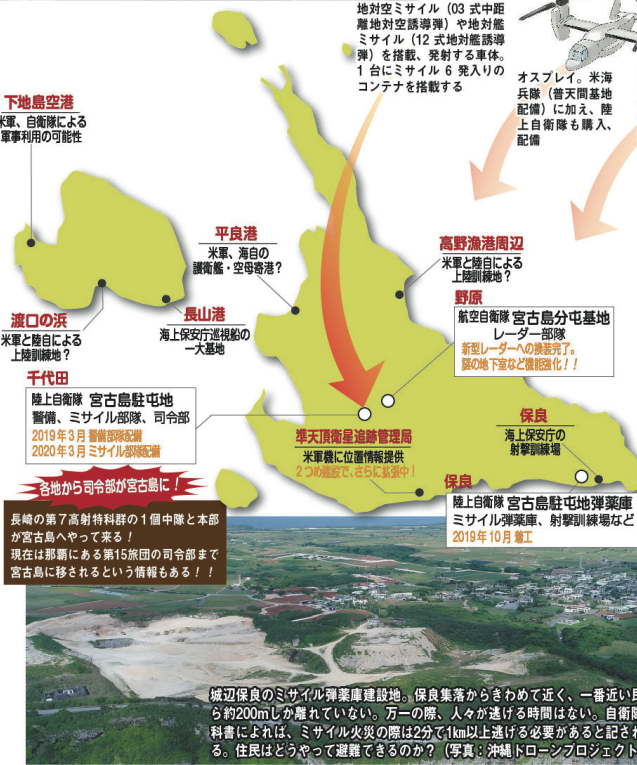 地対空ミサイル（03 式中距
離地対空誘導弾）や地対艦
ミサイル（12 式地対艦誘導
弾）を搭載、発射する車体。
1 台にミサイル 6 発入りの
コンテナを搭載する
オスプレイ。米海
兵隊（普天間基地
配備）に加え、陸
上自衛隊も購入、
配備
下地島空港
米軍、自衛隊による
軍事利用の可能性
平良港
米軍、海自の
護衛艦・空母寄港？
高野漁港周辺
米軍と陸自による
上陸訓練地？
渡口の浜
米軍と陸自による
上陸訓練地？
長山港
海上保安庁巡視船の
一大基地
野原
航空自衛隊 宮古島分屯基地
レーダー部隊
新型レーダーへの換装完了。
謎の地下室など機能強化！！
千代田
陸上自衛隊 宮古島駐屯地
警備、ミサイル部隊、司令部
2019年3月 警備部隊配備
2020年3月 ミサイル部隊配備
準天頂衛星追跡管理局
米軍機に位置情報提供
2つめ建設で、さらに拡張中！
保良
海上保安庁の
射撃訓練場
保良
陸上自衛隊 宮古島駐屯地弾薬庫
ミサイル弾薬庫、射撃訓練場など
2019年10月 着工
各地から司令部が宮古島に！
長崎の第7高射特科群の1個中隊と本部
が宮古島へやって来る！
現在は那覇にある第15旅団の司令部まで
宮古島に移されるという情報もある！！
城辺保良のミサイル弾薬庫建設地。保良集落からきわめて近く、一番近い民
ら約200mしか離れていない。万一の際、人々が逃げる時間はない。自衛隊
科書によれば、ミサイル火災の際は2分で1km以上逃げる必要があると記され
る。住民はどうやって避難できるのか？（写真：沖縄ドローンプロジェクト